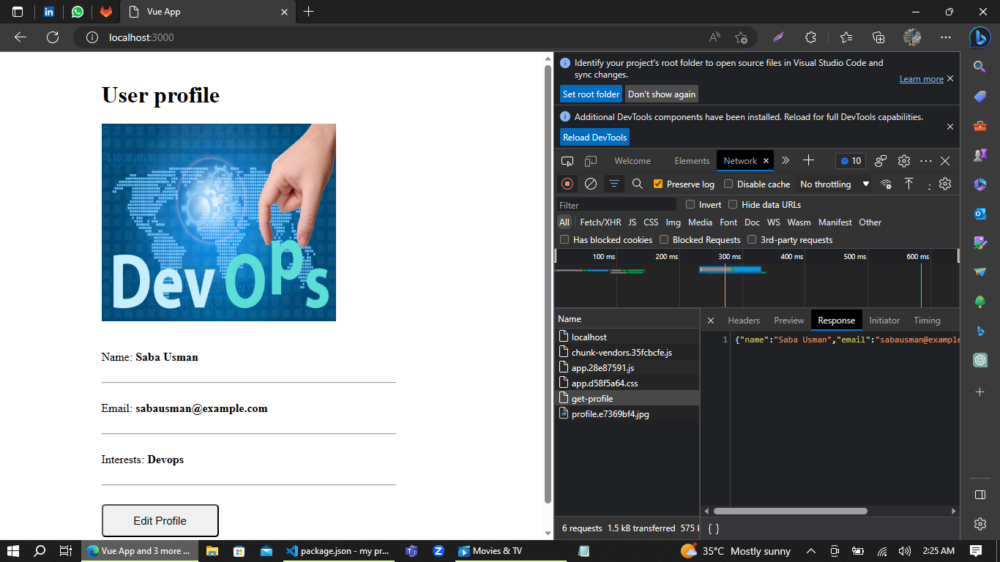 Vue App
localhost:3000
User profile
DevOps
Name: Saba Usman
Email: sabausman@example.com
Interests: Devops
Edit Profile
Identify your project's root folder to open source files in Visual Studio Code and
sync changes.
Learn more
Set root folder Don't show again
Additional DevTools components have been installed. Reload for full DevTools capabilities.
Reload DevTools
Welcome Elements Network 10
Preserve log Disable cache No throttling
Filter Invert Hide data URLs
All Fetch/XHR JS CSS Img Media Font Doc WS Wasm Manifest Other
Has blocked cookies Blocked Requests 3rd-party requests
100 ms 200 ms 300 ms 400 ms 500 ms 600 ms
Name
localhost
chunk-vendors.35fcbcfe.js
app.28e87591.js
app.d58f5a64.css
get-profile
profile.e7369bf4.jpg
Headers Preview Response Initiator Timing
1 {"name":"Saba Usman","email":"sabausman@example
6 requests 1.5 kB transferred 575 k
{ }
Vue App and 3 more ...
package.json - my pr...
Movies & TV
35°C Mostly sunny
2:25 AM